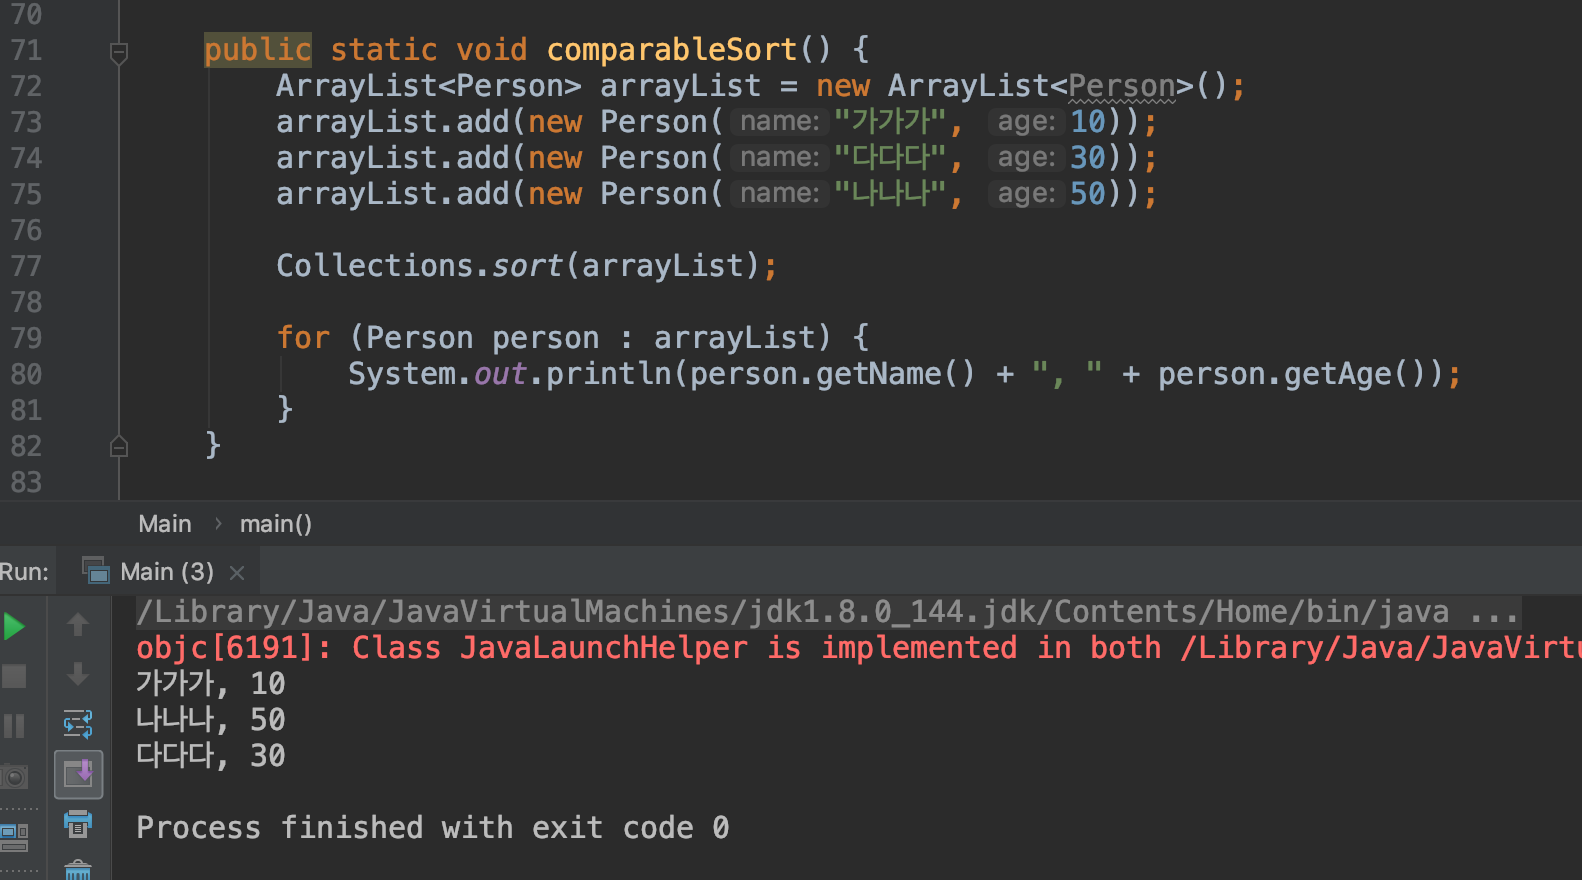 70
71 public static void comparableSort() {
72 ArrayList<Person> arrayList = new ArrayList<Person>();
73 arrayList.add(new Person( name: "가가가", age: 10));
74 arrayList.add(new Person( name: "다다다", age: 30));
75 arrayList.add(new Person( name: "나나나", age: 50));
76
77 Collections.sort(arrayList);
78
79 for (Person person : arrayList) {
80 System.out.println(person.getName() + ", " + person.getAge());
81 }
82 }
83
Main › main()
Run: Main (3) ×
/Library/Java/JavaVirtualMachines/jdk1.8.0_144.jdk/Contents/Home/bin/java ...
objc[6191]: Class JavaLaunchHelper is implemented in both /Library/Java/JavaVirtu
가가가, 10
나나나, 50
다다다, 30
Process finished with exit code 0